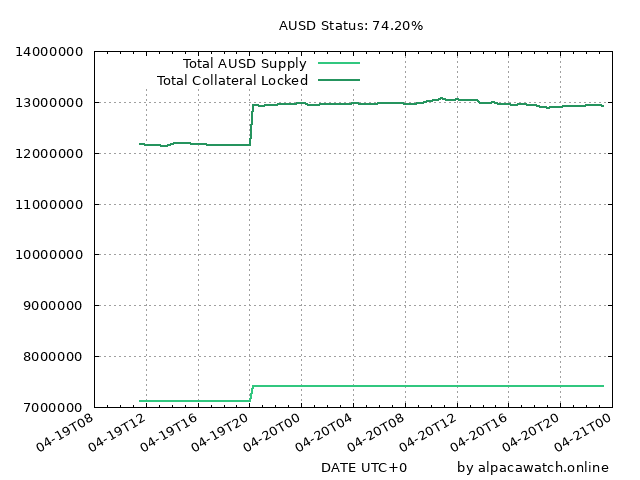 AUSD Status: 74.20%
14000000
Total AUSD Supply
Total Collateral Locked
13000000
12000000
11000000
10000000
9000000
8000000
7000000
04-19T08
04-19T12
04-19T16
04-19T20
04-20T00
04-20T04
04-20T08
04-20T12
04-20T16
04-20T20
04-21T00
DATE UTC+0
by alpacawatch.online